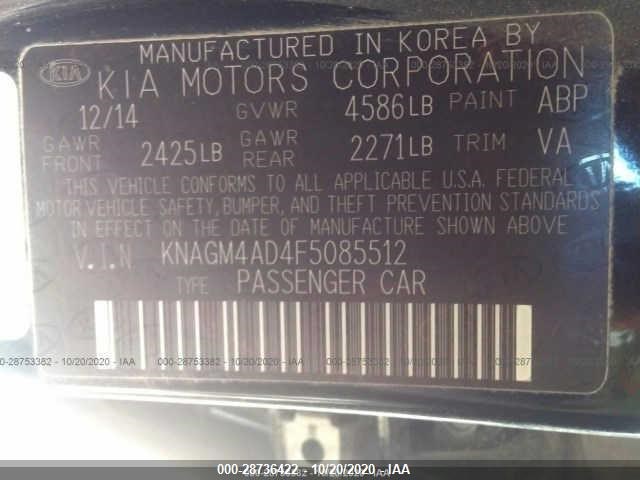 MANUFACTURED IN KOREA BY
KIA KIA MOTORS CORPORATION
12/14 GVWR 4586LB PAINT ABP
GAWR FRONT 2425LB GAWR REAR 2271LB TRIM VA
THIS VEHICLE CONFORMS TO ALL APPLICABLE U.S.A. FEDERAL
MOTOR VEHICLE SAFETY, BUMPER, AND THEFT PREVENTION STANDARDS
IN EFFECT ON THE DATE OF MANUFACTURE SHOWN ABOVE
V.I.N KNAGM4AD4F5085512
TYPE PASSENGER CAR
000-28753382 - 10/20/2020 - IAA
000-28736422 - 10/20/2020 - IAA